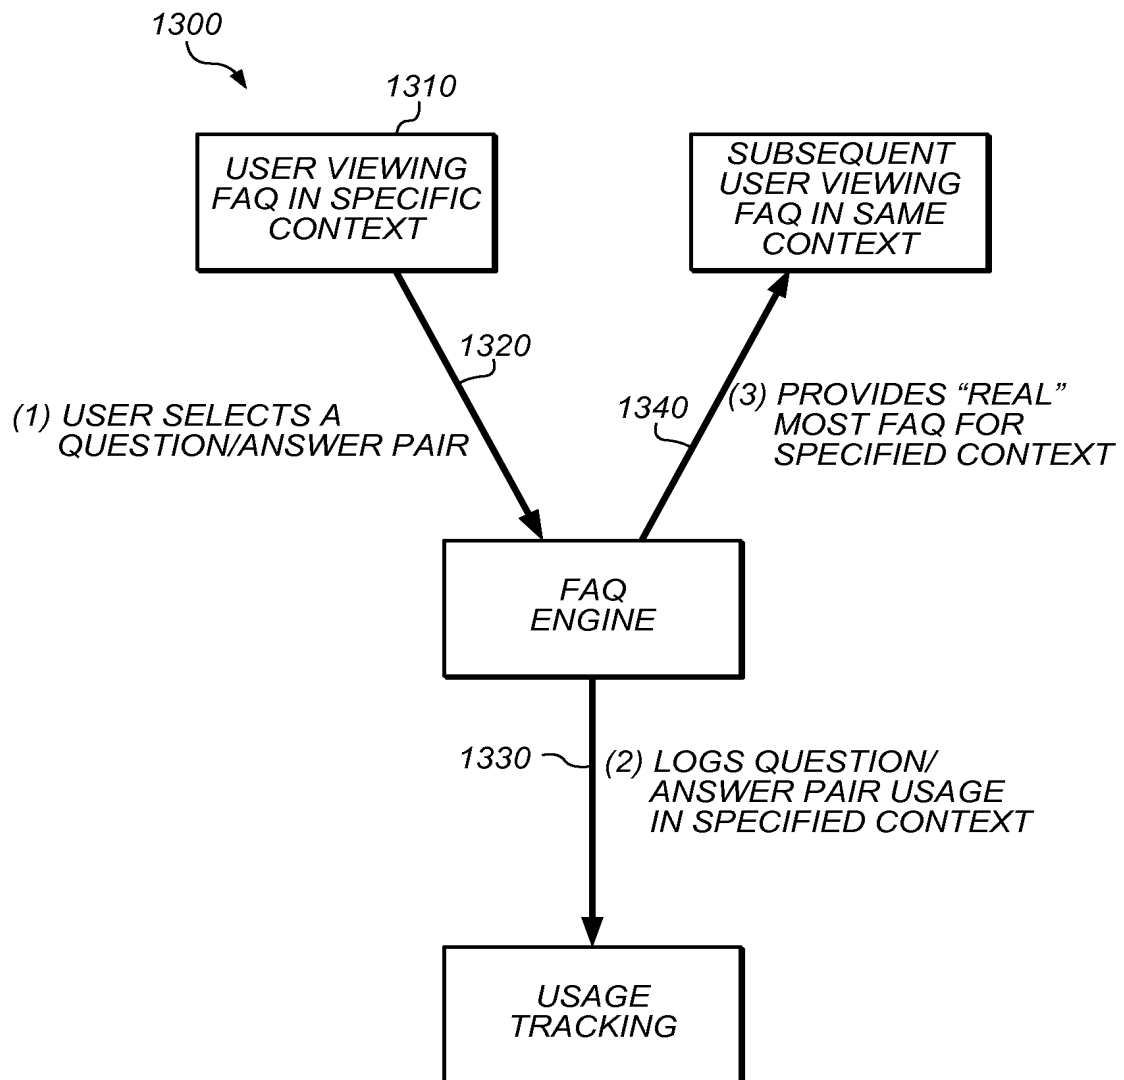 1300
1310
USER VIEWING
FAQ IN SPECIFIC
CONTEXT
SUBSEQUENT
USER VIEWING
FAQ IN SAME
CONTEXT
1320
(1) USER SELECTS A
QUESTION/ANSWER PAIR
1340
(3) PROVIDES “REAL”
MOST FAQ FOR
SPECIFIED CONTEXT
FAQ
ENGINE
1330
(2) LOGS QUESTION/
ANSWER PAIR USAGE
IN SPECIFIED CONTEXT
USAGE
TRACKING